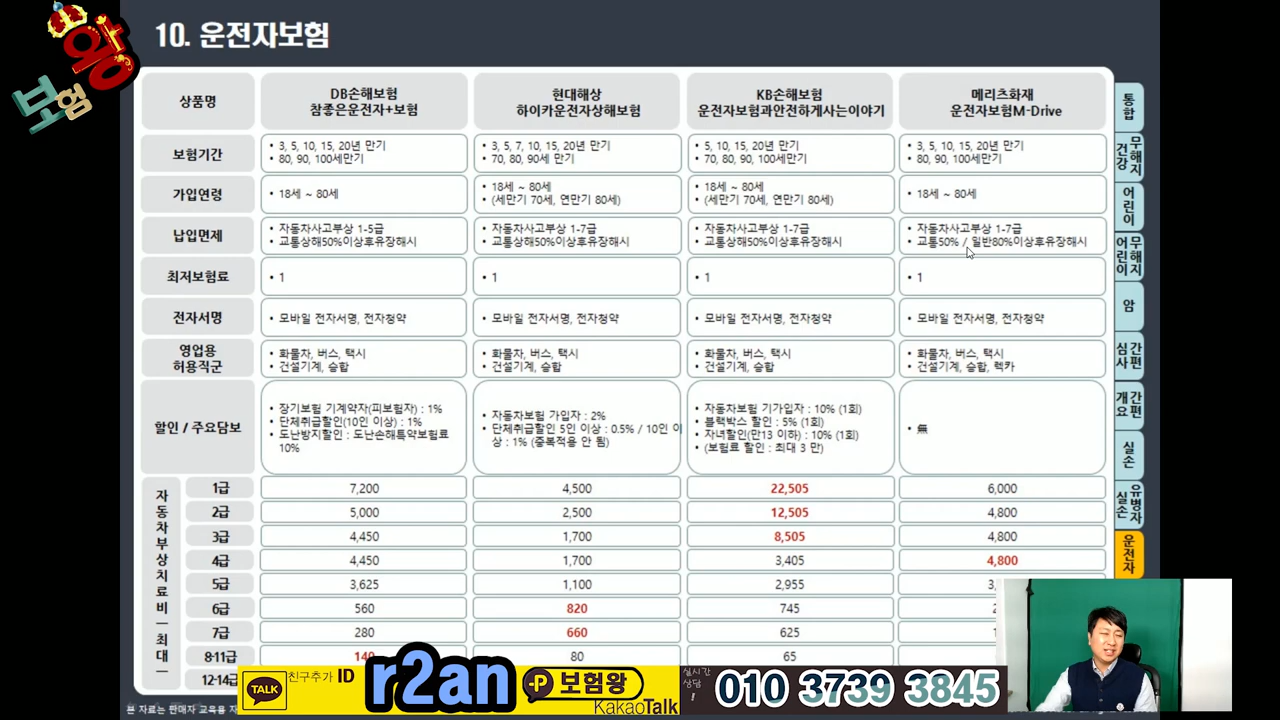 보험왕
10. 운전자보험
상품명
DB손해보험
참좋은운전자+보험
현대해상
하이카운전자상해보험
KB손해보험
운전자보험과안전하게사는이야기
메리츠화재
운전자보험M-Drive
보험기간
• 3, 5, 10, 15, 20년 만기
• 80, 90, 100세만기
• 3, 5, 7, 10, 15, 20년 만기
• 70, 80, 90세 만기
• 5, 10, 15, 20년 만기
• 70, 80, 90, 100세만기
• 3, 5, 10, 15, 20년 만기
• 80, 90, 100세만기
가입연령
• 18세 ~ 80세
• 18세 ~ 80세
• (세만기 70세, 연만기 80세)
• 18세 ~ 80세
• (세만기 70세, 연만기 80세)
• 18세 ~ 80세
납입면제
• 자동차사고부상 1-5급
• 교통상해50%이상후유장해시
• 자동차사고부상 1-7급
• 교통상해50%이상후유장해시
• 자동차사고부상 1-7급
• 교통상해50%이상후유장해시
• 자동차사고부상 1-7급
• 교통50% / 일반80%이상후유장해시
최저보험료
• 1
• 1
• 1
• 1
전자서명
• 모바일 전자서명, 전자청약
• 모바일 전자서명, 전자청약
• 모바일 전자서명, 전자청약
• 모바일 전자서명, 전자청약
영업용
허용직군
• 화물차, 버스, 택시
• 건설기계, 승합
• 화물차, 버스, 택시
• 건설기계, 승합
• 화물차, 버스, 택시
• 건설기계, 승합
• 화물차, 버스, 택시
• 건설기계, 승합, 렉카
할인 / 주요담보
• 장기보험 기계약자(피보험자) : 1%
• 단체취급할인(10인 이상) : 1%
• 도난방지할인 : 도난손해특약보험료
10%
• 자동차보험 가입자 : 2%
• 단체취급할인 5인 이상 : 0.5% / 10인 이
상 : 1% (중복적용 안 됨)
• 자동차보험 기가입자 : 10% (1회)
• 블랙박스 할인 : 5% (1회)
• 자녀할인(만13 이하) : 10% (1회)
• (보험료 할인 : 최대 3 만)
• 無
자동차부상치료비ㅡ최대ㅡ
1급 7,200 4,500 22,505 6,000
2급 5,000 2,500 12,505 4,800
3급 4,450 1,700 8,505 4,800
4급 4,450 1,700 3,405 4,800
5급 3,625 1,100 2,955
6급 560 820 745
7급 280 660 625
8-11급 140 80 65
12-14급
통합
무해지
건강
어린이
무해지
어린이
암
간편
심사
간편
개요
실손
유병자
실손
운전자
본 자료는 판매자 교육용
TALK
친구추가 ID
r2an
보험왕
KakaoTalk
실시간
상담
!
010 3739 3845